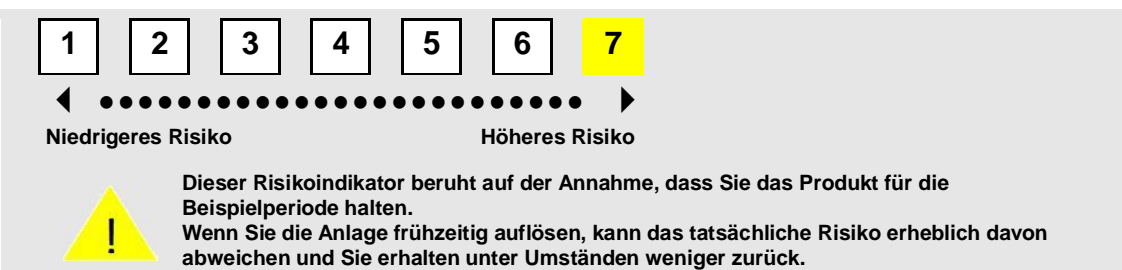 1 2 3 4 5 6 7
Niedrigeres Risiko Höheres Risiko
Dieser Risikoindikator beruht auf der Annahme, dass Sie das Produkt für die
Beispielperiode halten.
!
Wenn Sie die Anlage frühzeitig auflösen, kann das tatsächliche Risiko erheblich davon
abweichen und Sie erhalten unter Umständen weniger zurück.